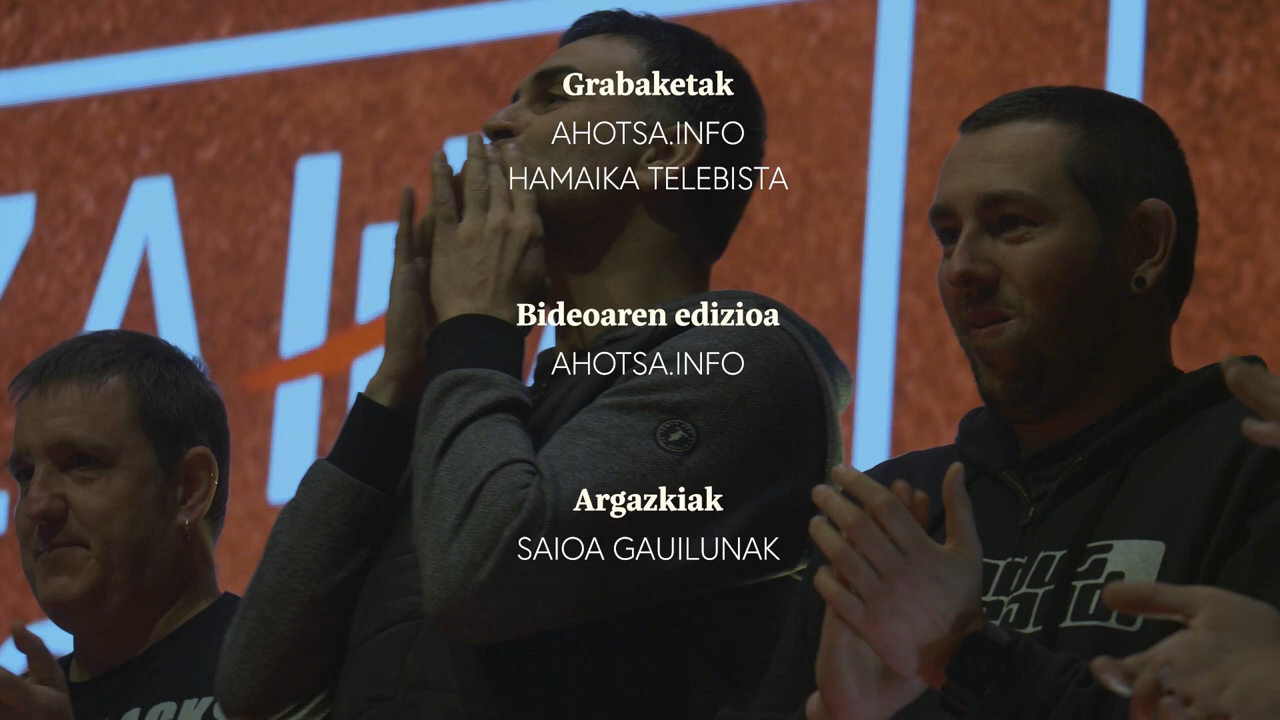 Grabaketak
AHOTSA.INFO
HAMAIKA TELEBISTA
Bideoaren edizioa
AHOTSA.INFO
Argazkiak
SAIOA GAUILUNAK